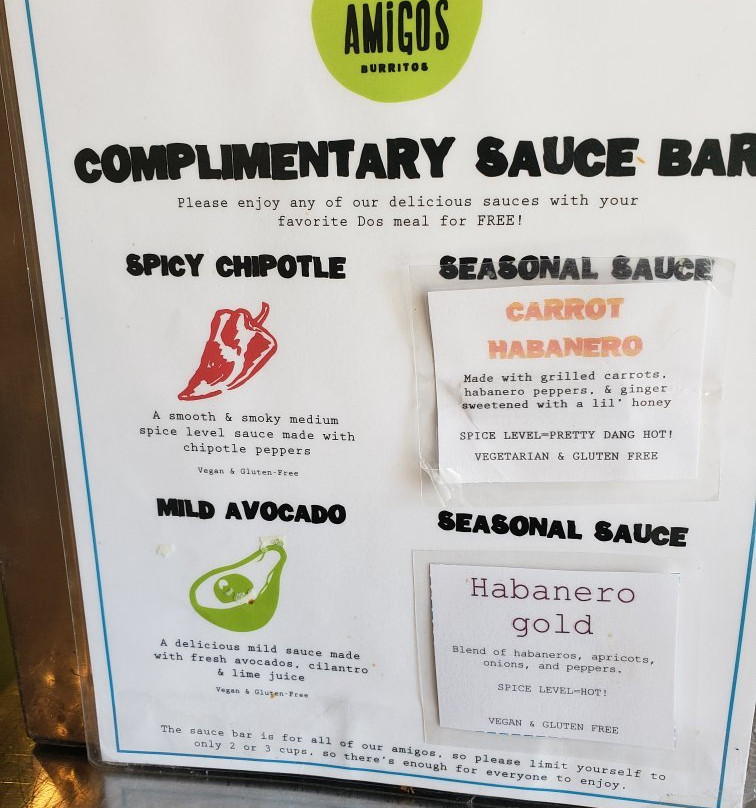 AMiGOS
BURRITOS
COMPLIMENTARY SAUCE BAR
Please enjoy any of our delicious sauces with your
favorite Dos meal for FREE!
SPICY CHIPOTLE
A smooth & smoky medium
spice level sauce made with
chipotle peppers
Vegan & Gluten-Free
SEASONAL SAUCE
CARROT
HABANERO
Made with grilled carrots,
habanero peppers, & ginger
sweetened with a lil' honey
SPICE LEVEL=PRETTY DANG HOT!
VEGETARIAN & GLUTEN FREE
MILD AVOCADO
A delicious mild sauce made
with fresh avocados, cilantro
& lime juice
Vegan & Gluten-Free
SEASONAL SAUCE
Habanero
gold
Blend of habaneros, apricots,
onions, and peppers.
SPICE LEVEL=HOT!
VEGAN & GLUTEN FREE
The sauce bar is for all of our amigos, so please limit yourself to
only 2 or 3 cups, so there's enough for everyone to enjoy.